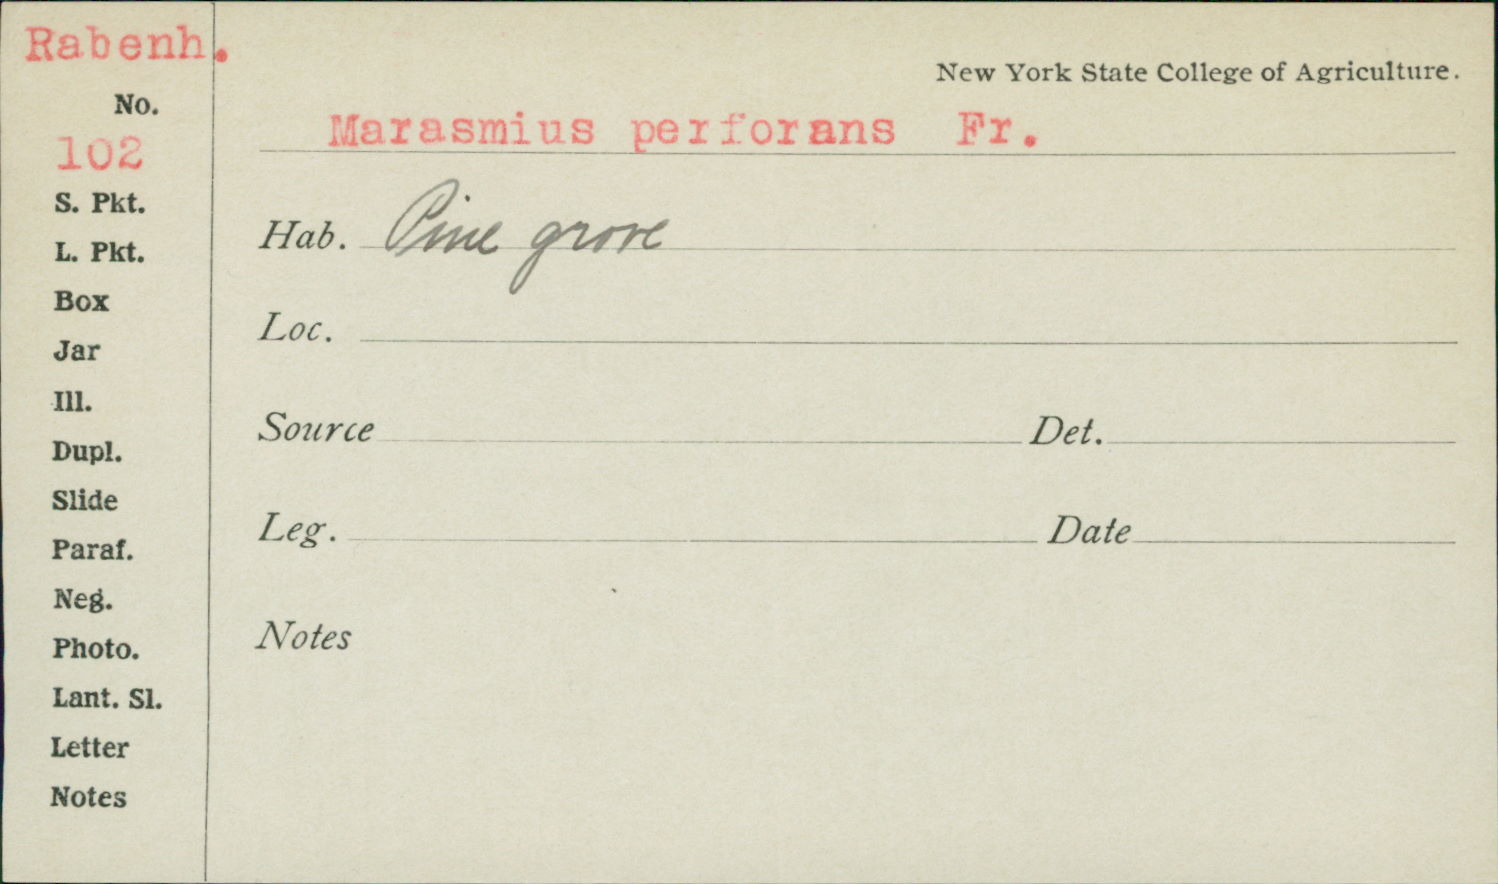 Rabenh.
New York State College of Agriculture.
No.
102
Marasmius perforans Fr.
S. Pkt.
L. Pkt.
Box
Jar
Ill.
Dupl.
Slide
Paraf.
Neg.
Photo.
Lant. Sl.
Letter
Notes
Hab. Pine grove
Loc.
Source Det.
Leg. Date
Notes